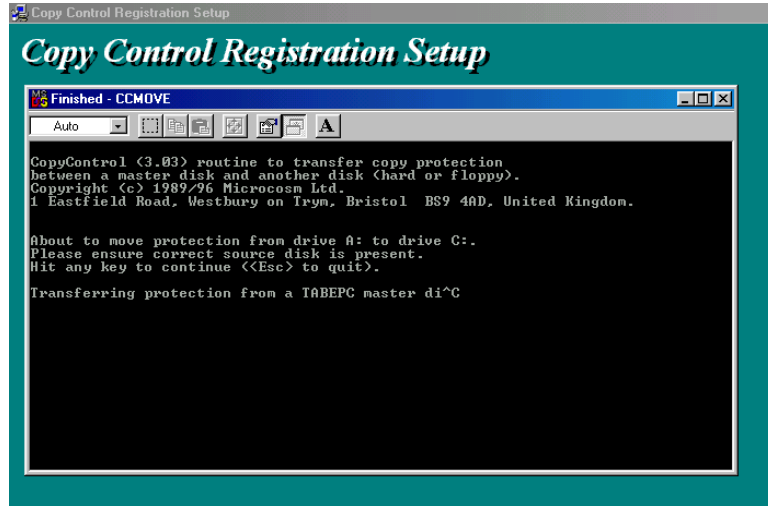 Copy Control Registration Setup
Copy Control Registration Setup
Finished - CCMOVE
Auto
A
CopyControl (3.03) routine to transfer copy protection
between a master disk and another disk (hard or floppy).
Copyright (c) 1989/96 Microcosm Ltd.
1 Eastfield Road, Westbury on Trym, Bristol  BS9 4AD, United Kingdom.
About to move protection from drive A: to drive C:.
Please ensure correct source disk is present.
Hit any key to continue (<Esc> to quit).
Transferring protection from a TABEPC master di^C